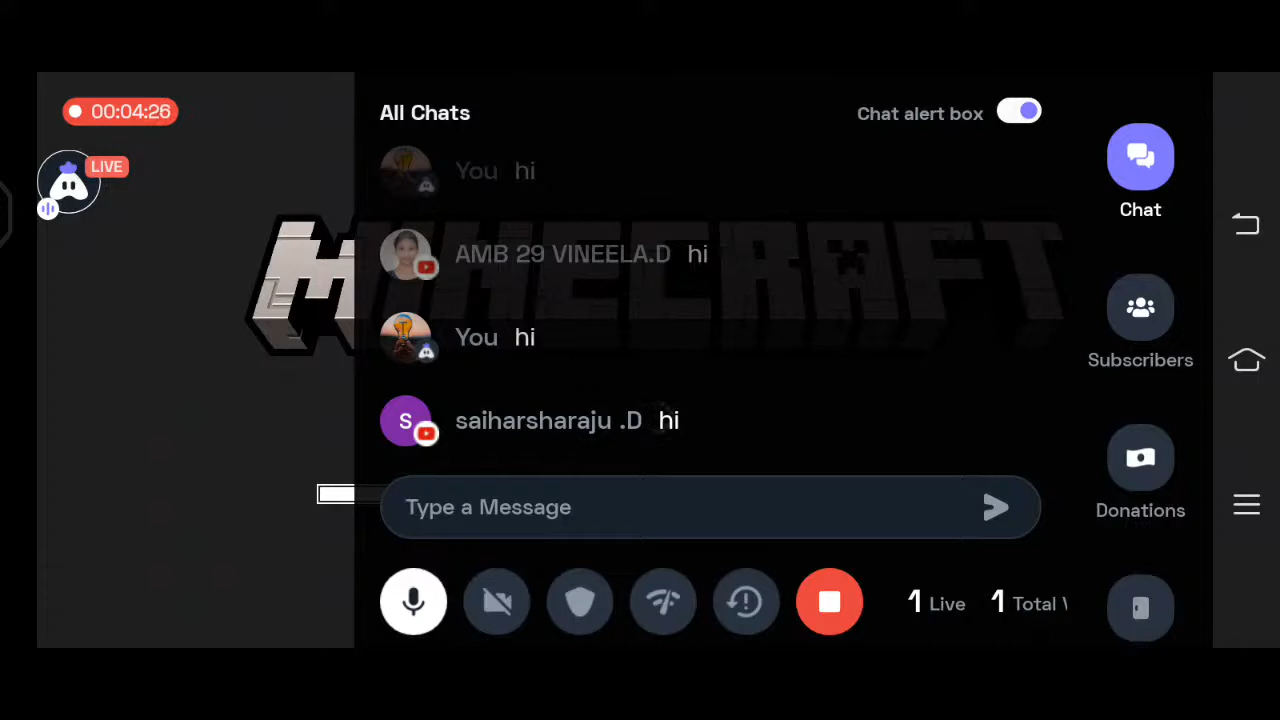 00:04:26
All Chats
Chat alert box
LIVE
You hi
Chat
MINECRAFT
AMB 29 VINEELA.D hi
You hi
Subscribers
S
saiharsharaju .D hi
Type a Message
Donations
1 Live 1 Total